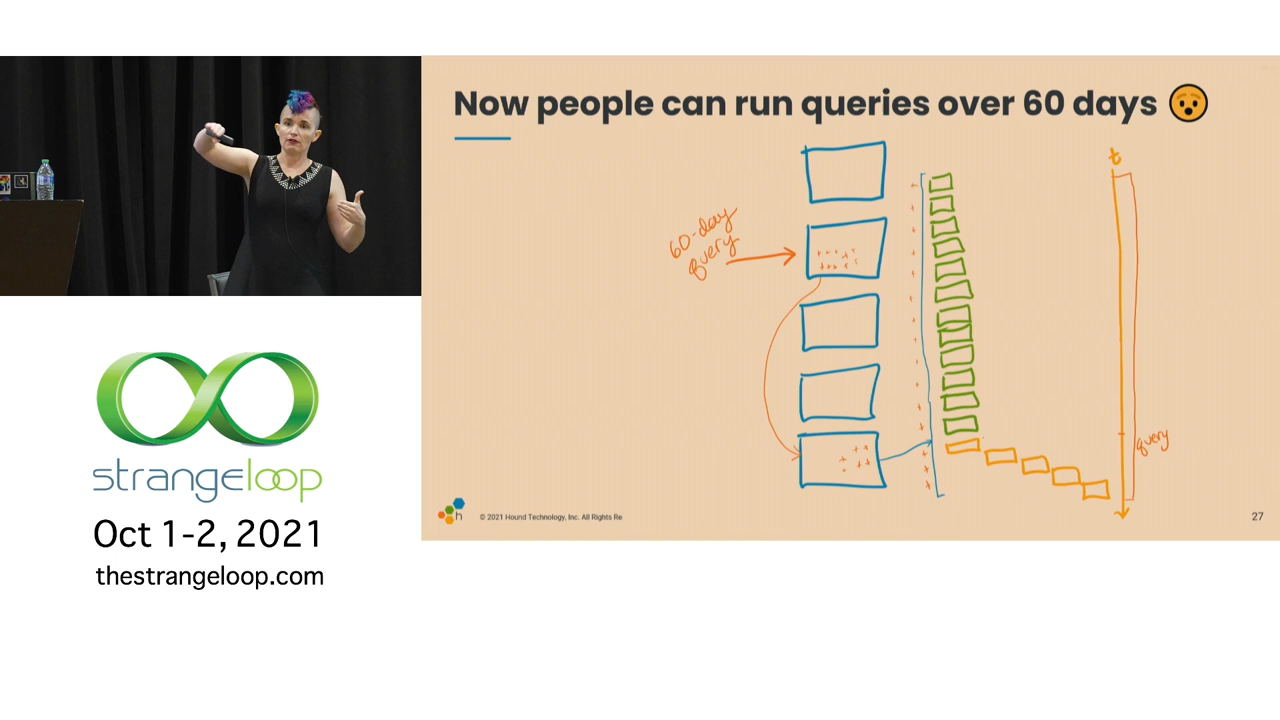 Now people can run queries over 60 days
t
60-day
query
query
strangeloop
Oct 1-2, 2021
thestrangeloop.com
h
© 2021 Hound Technology, Inc. All Rights Re
27